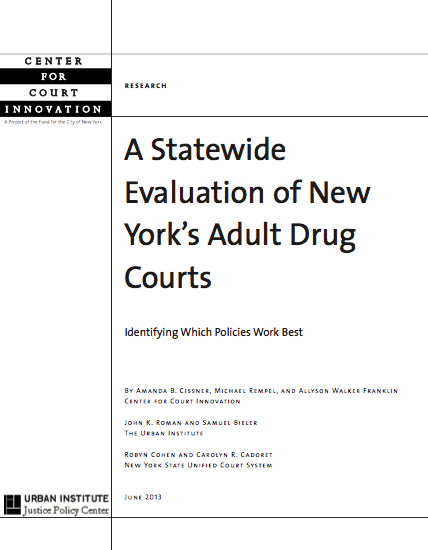 CENTER
FOR
COURT
INNOVATION
A Project of the Fund for the City of New York
RESEARCH
A Statewide
Evaluation of New
York's Adult Drug
Courts
Identifying Which Policies Work Best
By Amanda B. Cissner, Michael Rempel, and Allyson Walker Franklin
Center for Court Innovation
John K. Roman and Samuel Bieler
The Urban Institute
Robyn Cohen and Carolyn R. Cadoret
New York State Unified Court System
URBAN INSTITUTE
Justice Policy Center
June 2013